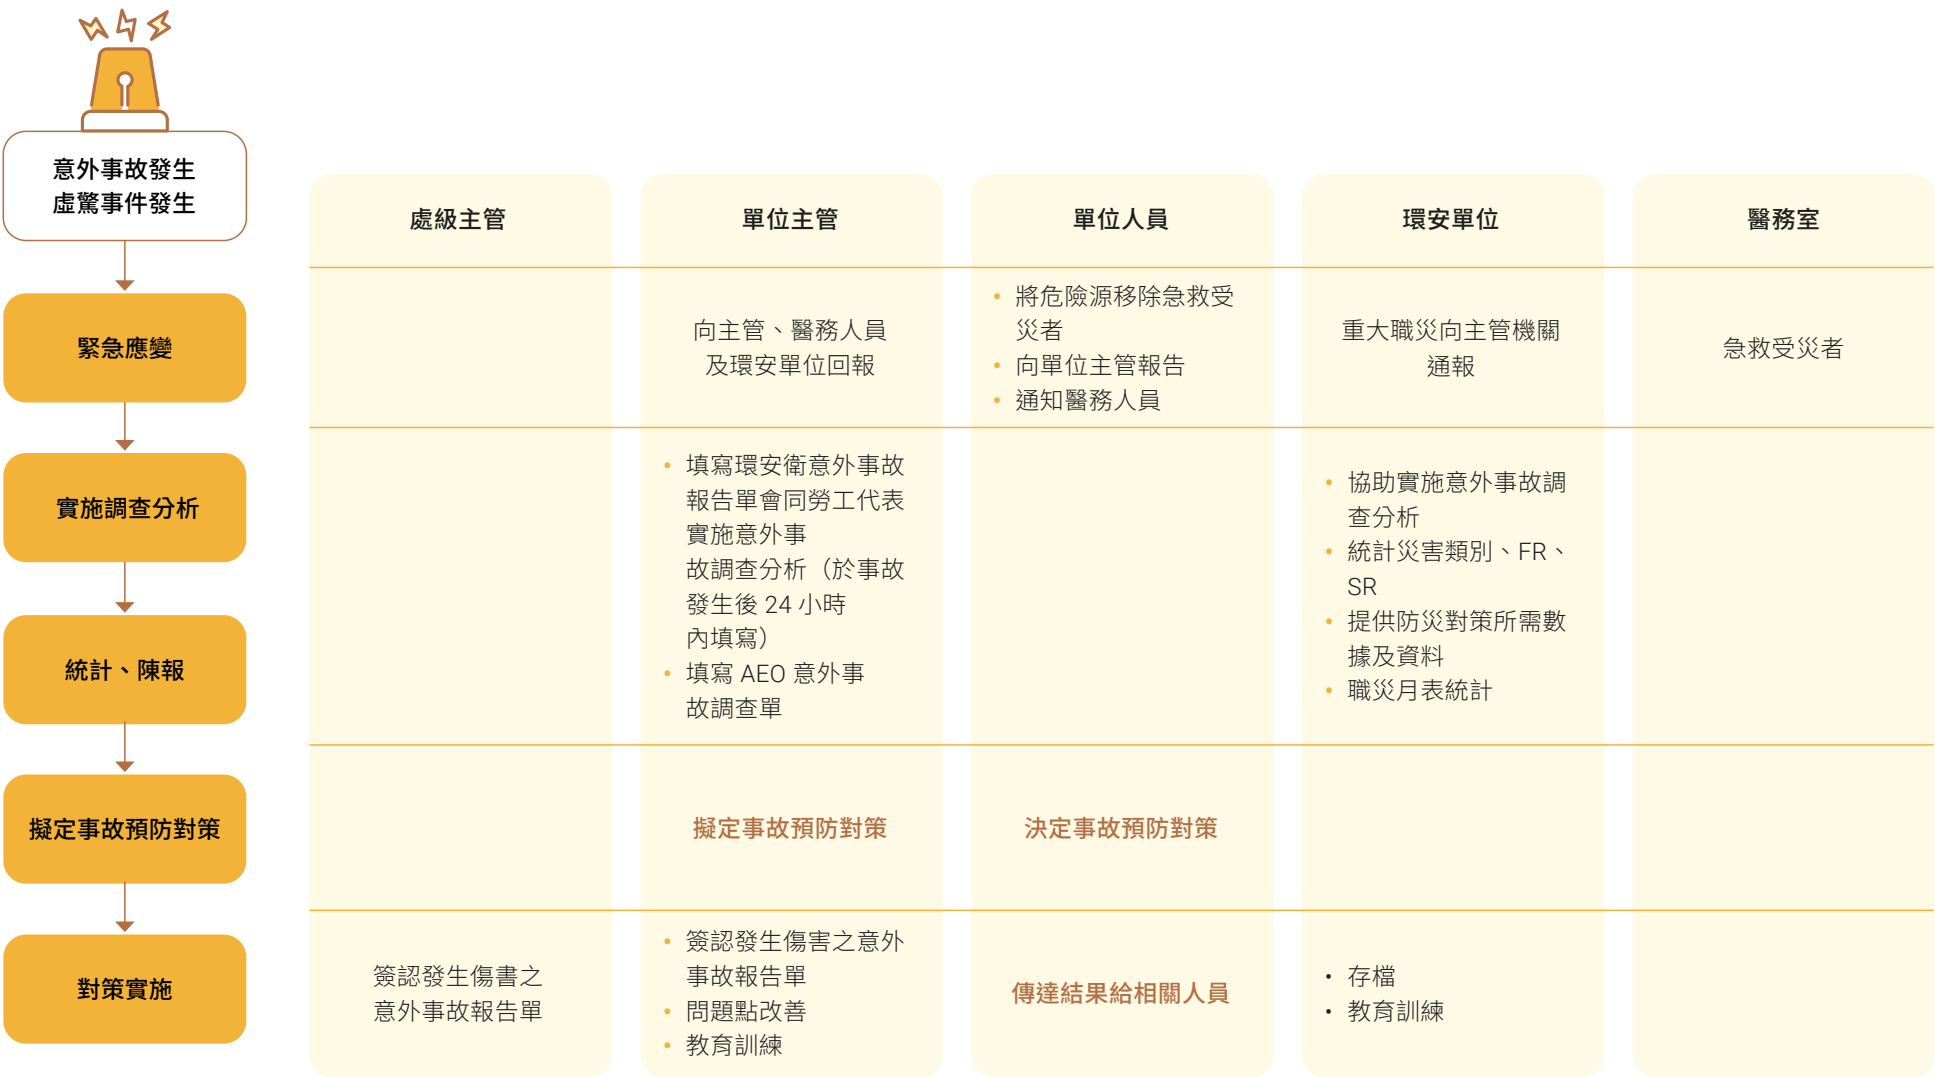 意外事故發生
虛驚事件發生
緊急應變
實施調查分析
統計、陳報
擬定事故預防對策
對策實施
處級主管
單位主管
單位人員
環安單位
醫務室
向主管、醫務人員
及環安單位回報
• 將危險源移除急救受
災者
• 向單位主管報告
• 通知醫務人員
重大職災向主管機關
通報
急救受災者
• 填寫環安衛意外事故
報告單會同勞工代表
實施意外事
故調查分析（於事故
發生後 24 小時
內填寫）
• 填寫 AEO 意外事
故調查單
• 協助實施意外事故調
查分析
• 統計災害類別、FR、
SR
• 提供防災對策所需數
據及資料
• 職災月表統計
擬定事故預防對策
決定事故預防對策
簽認發生傷書之
意外事故報告單
• 簽認發生傷害之意外
事故報告單
• 問題點改善
• 教育訓練
傳達結果給相關人員
• 存檔
• 教育訓練